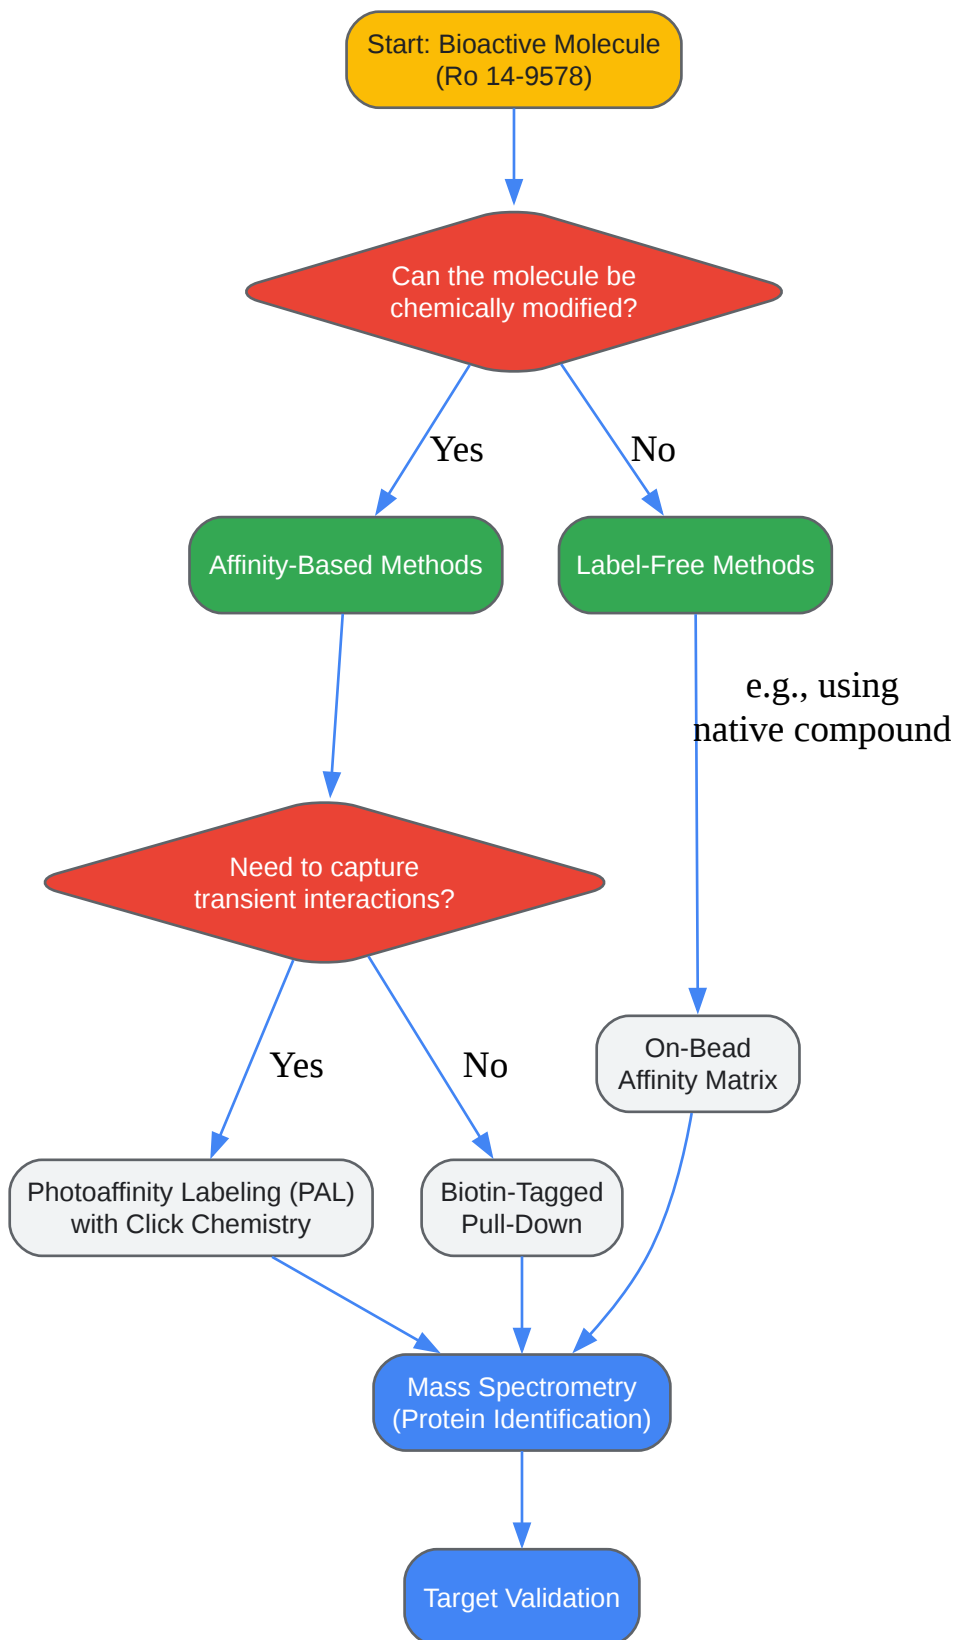 Start: Bioactive Molecule
(Ro 14-9578)
Can the molecule be
chemically modified?
Yes
No
Affinity-Based Methods
Label-Free Methods
e.g., using
native compound
Need to capture
transient interactions?
Yes
No
On-Bead
Affinity Matrix
Photoaffinity Labeling (PAL)
with Click Chemistry
Biotin-Tagged
Pull-Down
Mass Spectrometry
(Protein Identification)
Target Validation